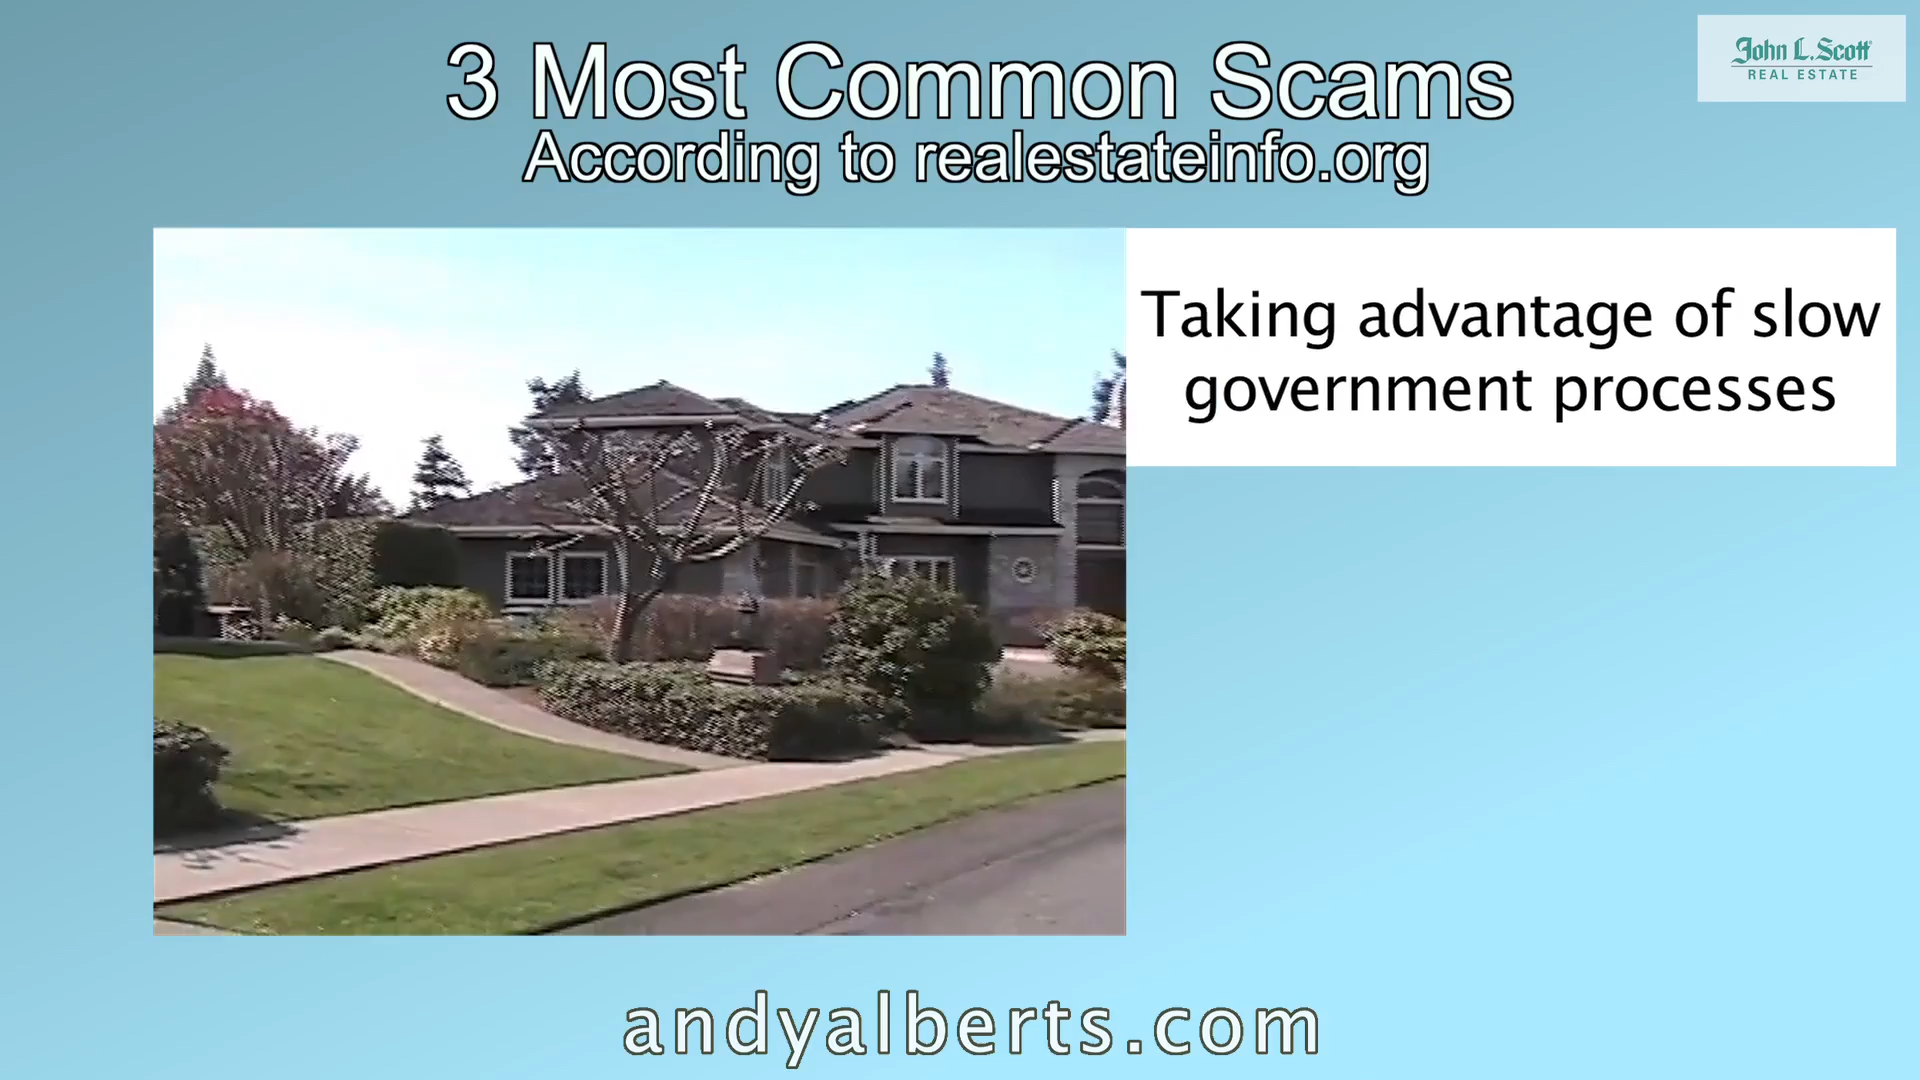 3 Most Common Scams
According to realestateinfo.org
John L. Scott
REAL ESTATE
Taking advantage of slow
government processes
andyalberts.com